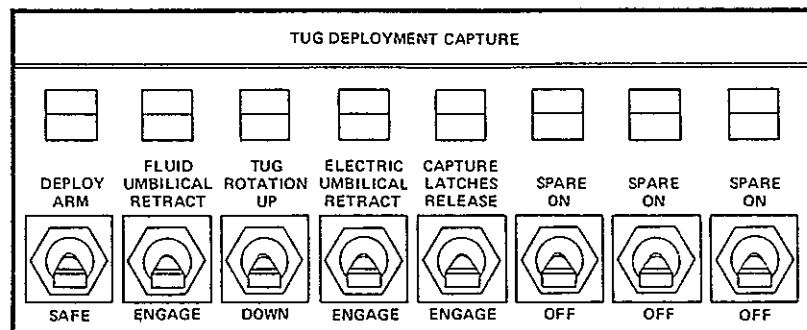 TUG DEPLOYMENT CAPTURE
DEPLOY ARM
FLUID UMBILICAL RETRACT
TUG ROTATION UP
ELECTRIC UMBILICAL RETRACT
CAPTURE LATCHES RELEASE
SPARE ON
SPARE ON
SPARE ON
SAFE
ENGAGE
DOWN
ENGAGE
ENGAGE
OFF
OFF
OFF